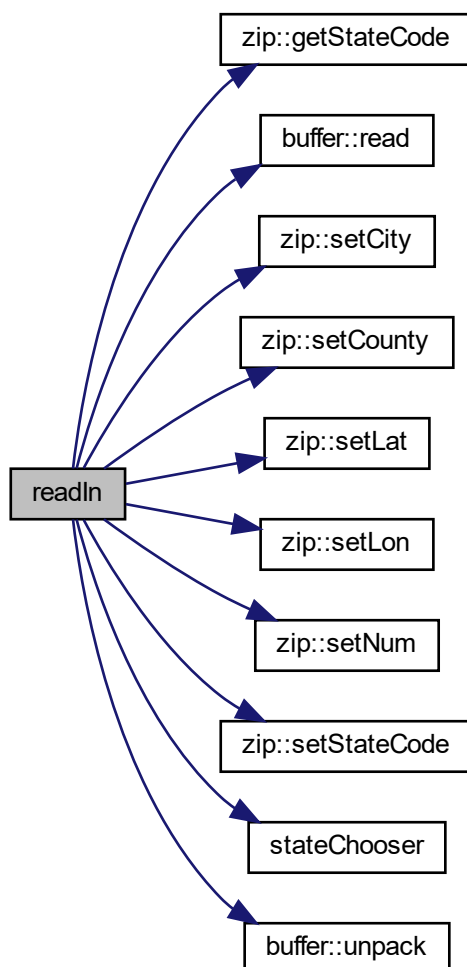 zip::getStateCode
buffer::read
zip::setCity
zip::setCounty
zip::setLat
readIn
zip::setLon
zip::setNum
zip::setStateCode
stateChooser
buffer::unpack